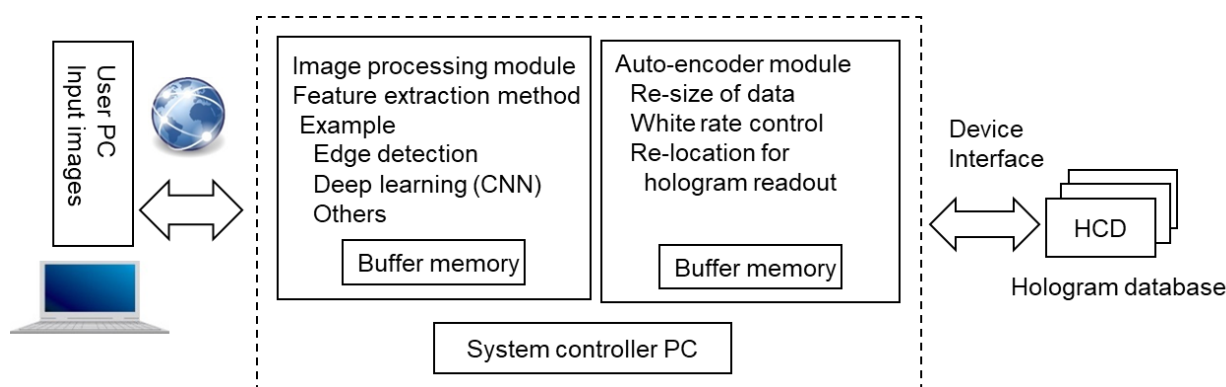 User PC
Input images
Image processing module
Feature extraction method
Example
Edge detection
Deep learning (CNN)
Others
Buffer memory
Auto-encoder module
Re-size of data
White rate control
Re-location for
hologram readout
Buffer memory
System controller PC
Device
Interface
HCD
Hologram database